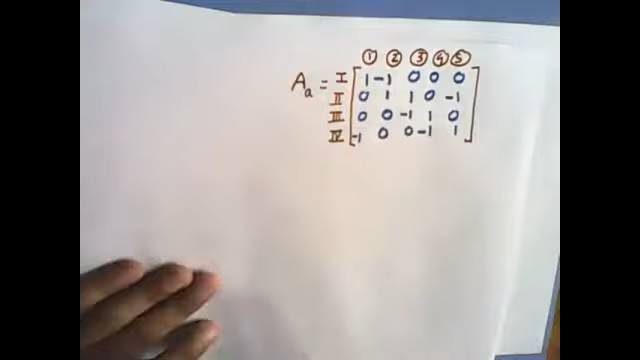 ① ② ③ ④ ⑤
I 1 -1 0 0 0
A_a = II 0 1 1 0 -1
III 0 0 -1 1 0
IV -1 0 0 -1 1